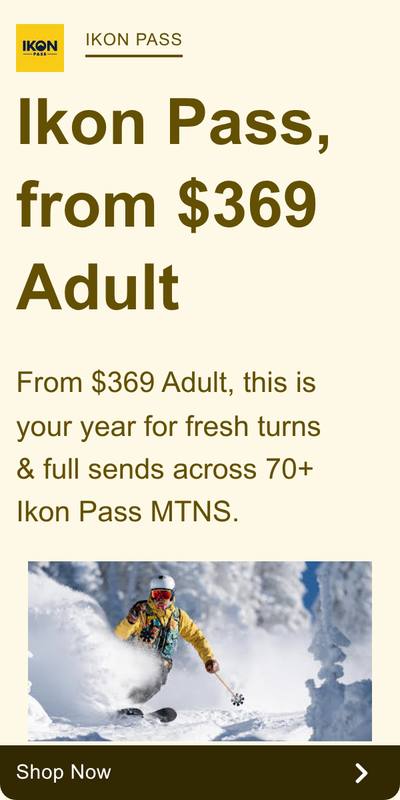 IKON
PASS
IKON PASS
Ikon Pass,
from $369
Adult
From $369 Adult, this is
your year for fresh turns
& full sends across 70+
Ikon Pass MTNS.
Shop Now